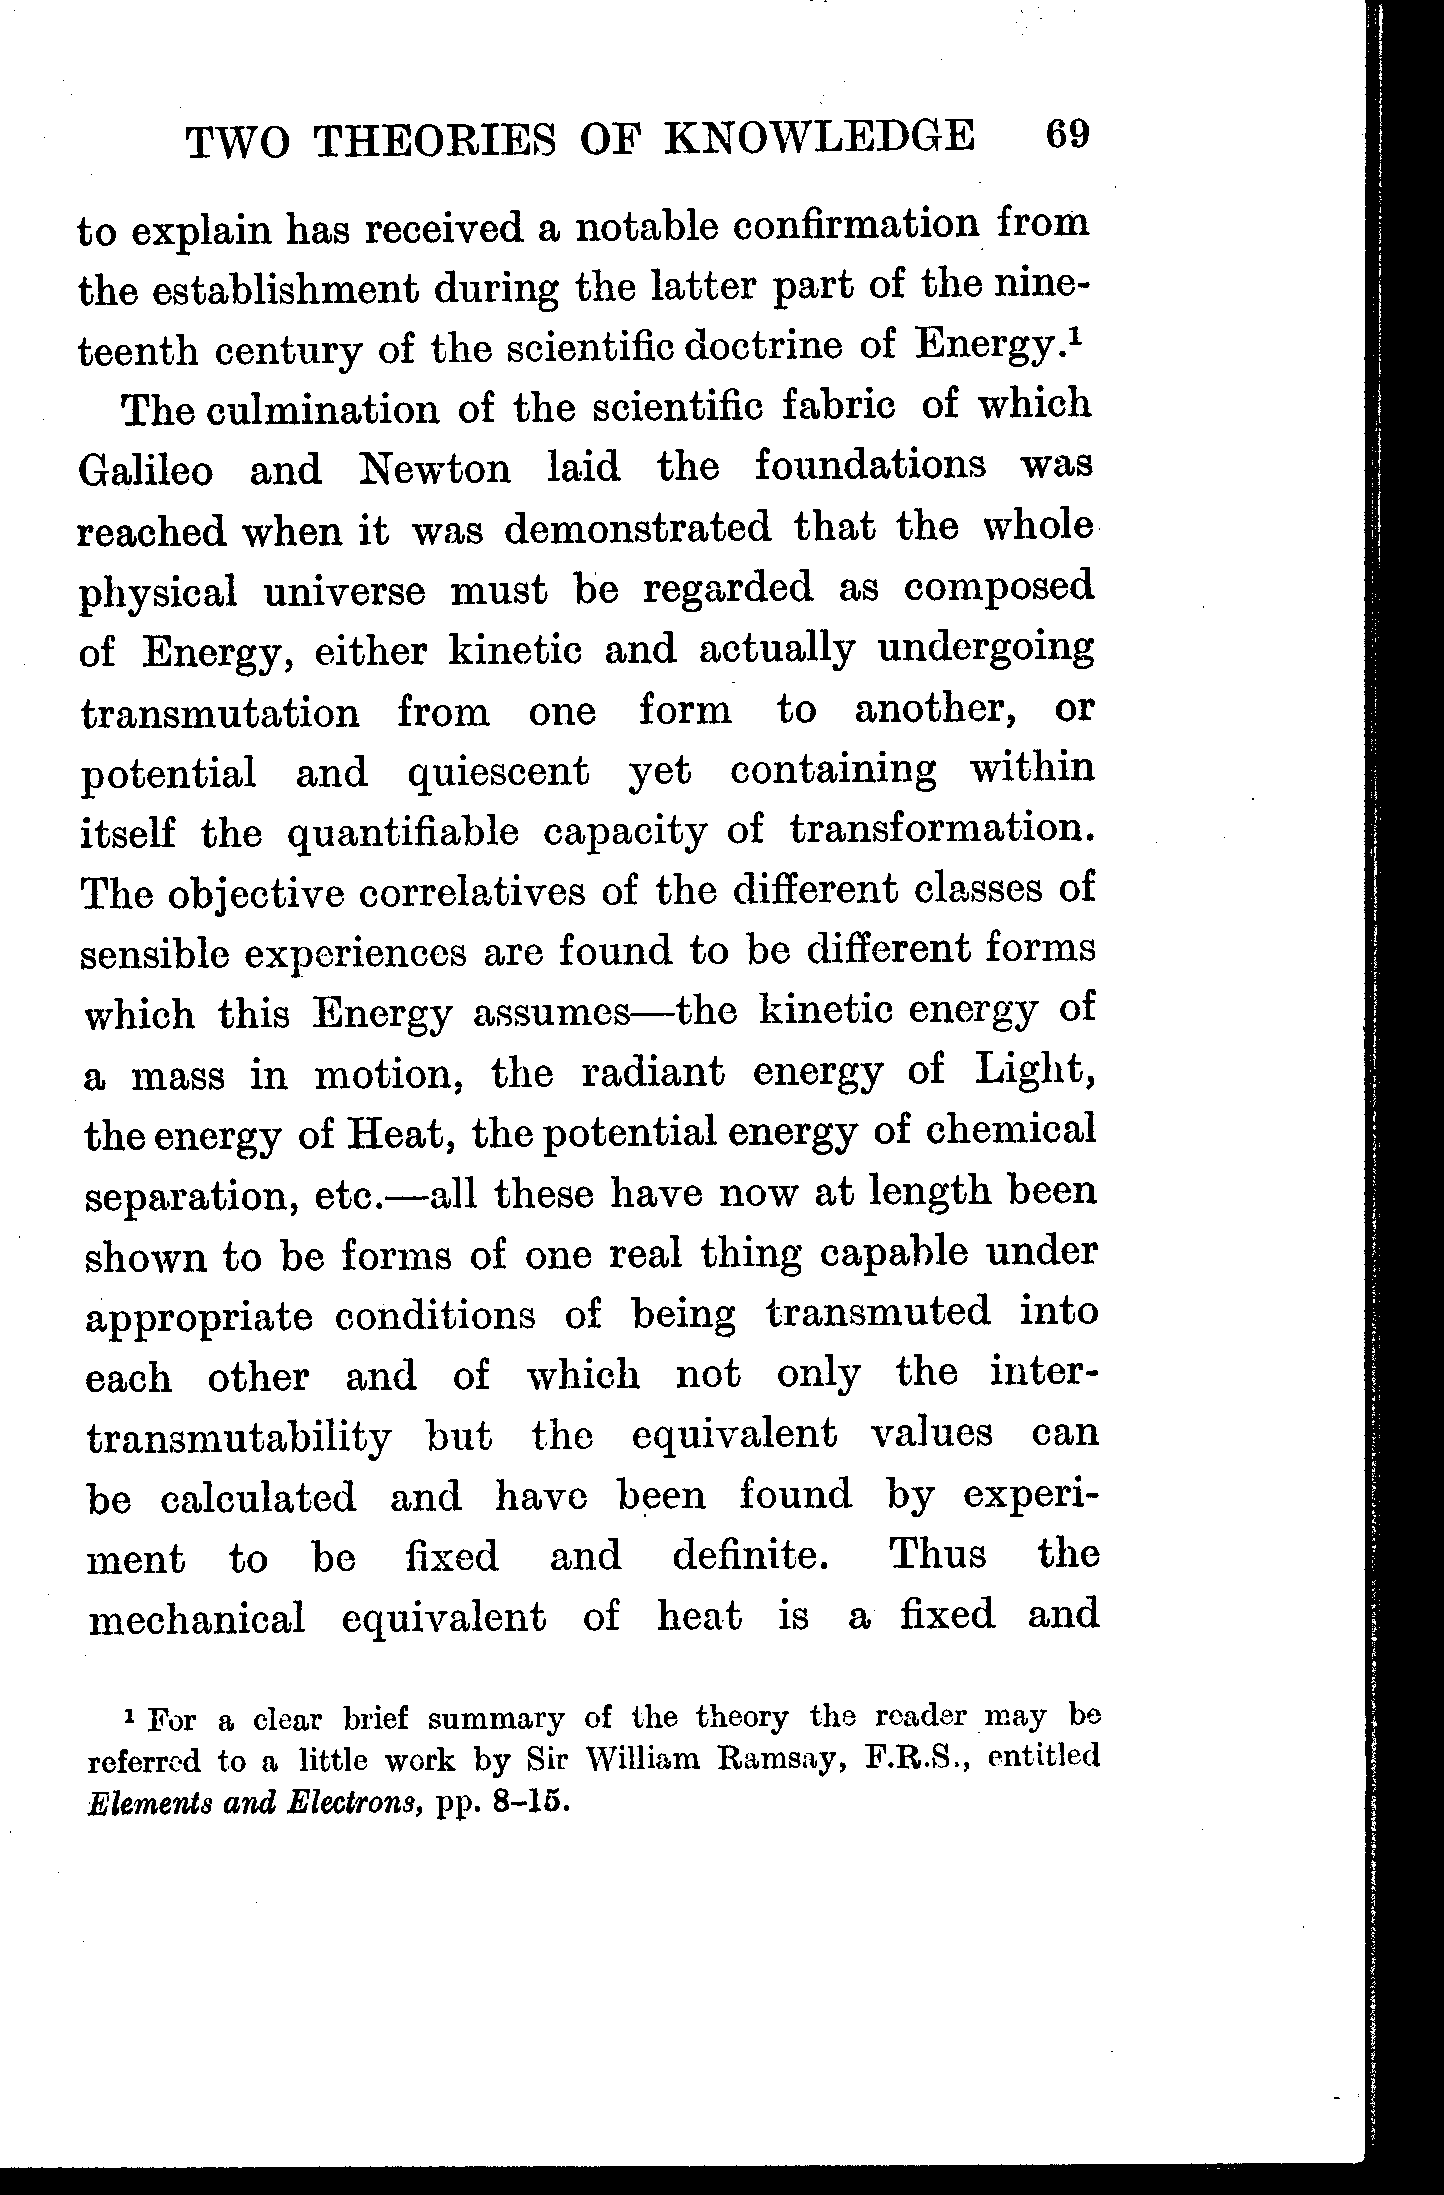 TWO THEORIES OF KNOWLEDGE 69
to explain has received a notable confirmation from
the establishment during the latter part of the nine-
teenth century of the scientific doctrine of Energy.¹
The culmination of the scientific fabric of which
Galileo and Newton laid the foundations was
reached when it was demonstrated that the whole
physical universe must be regarded as composed
of Energy, either kinetic and actually undergoing
transmutation from one form to another, or
potential and quiescent yet containing within
itself the quantifiable capacity of transformation.
The objective correlatives of the different classes of
sensible experiences are found to be different forms
which this Energy assumes—the kinetic energy of
a mass in motion, the radiant energy of Light,
the energy of Heat, the potential energy of chemical
separation, etc.—all these have now at length been
shown to be forms of one real thing capable under
appropriate conditions of being transmuted into
each other and of which not only the inter-
transmutability but the equivalent values can
be calculated and have been found by experi-
ment to be fixed and definite. Thus the
mechanical equivalent of heat is a fixed and
¹ For a clear brief summary of the theory the reader may be
referred to a little work by Sir William Ramsay, F.R.S., entitled
Elements and Electrons, pp. 8–15.